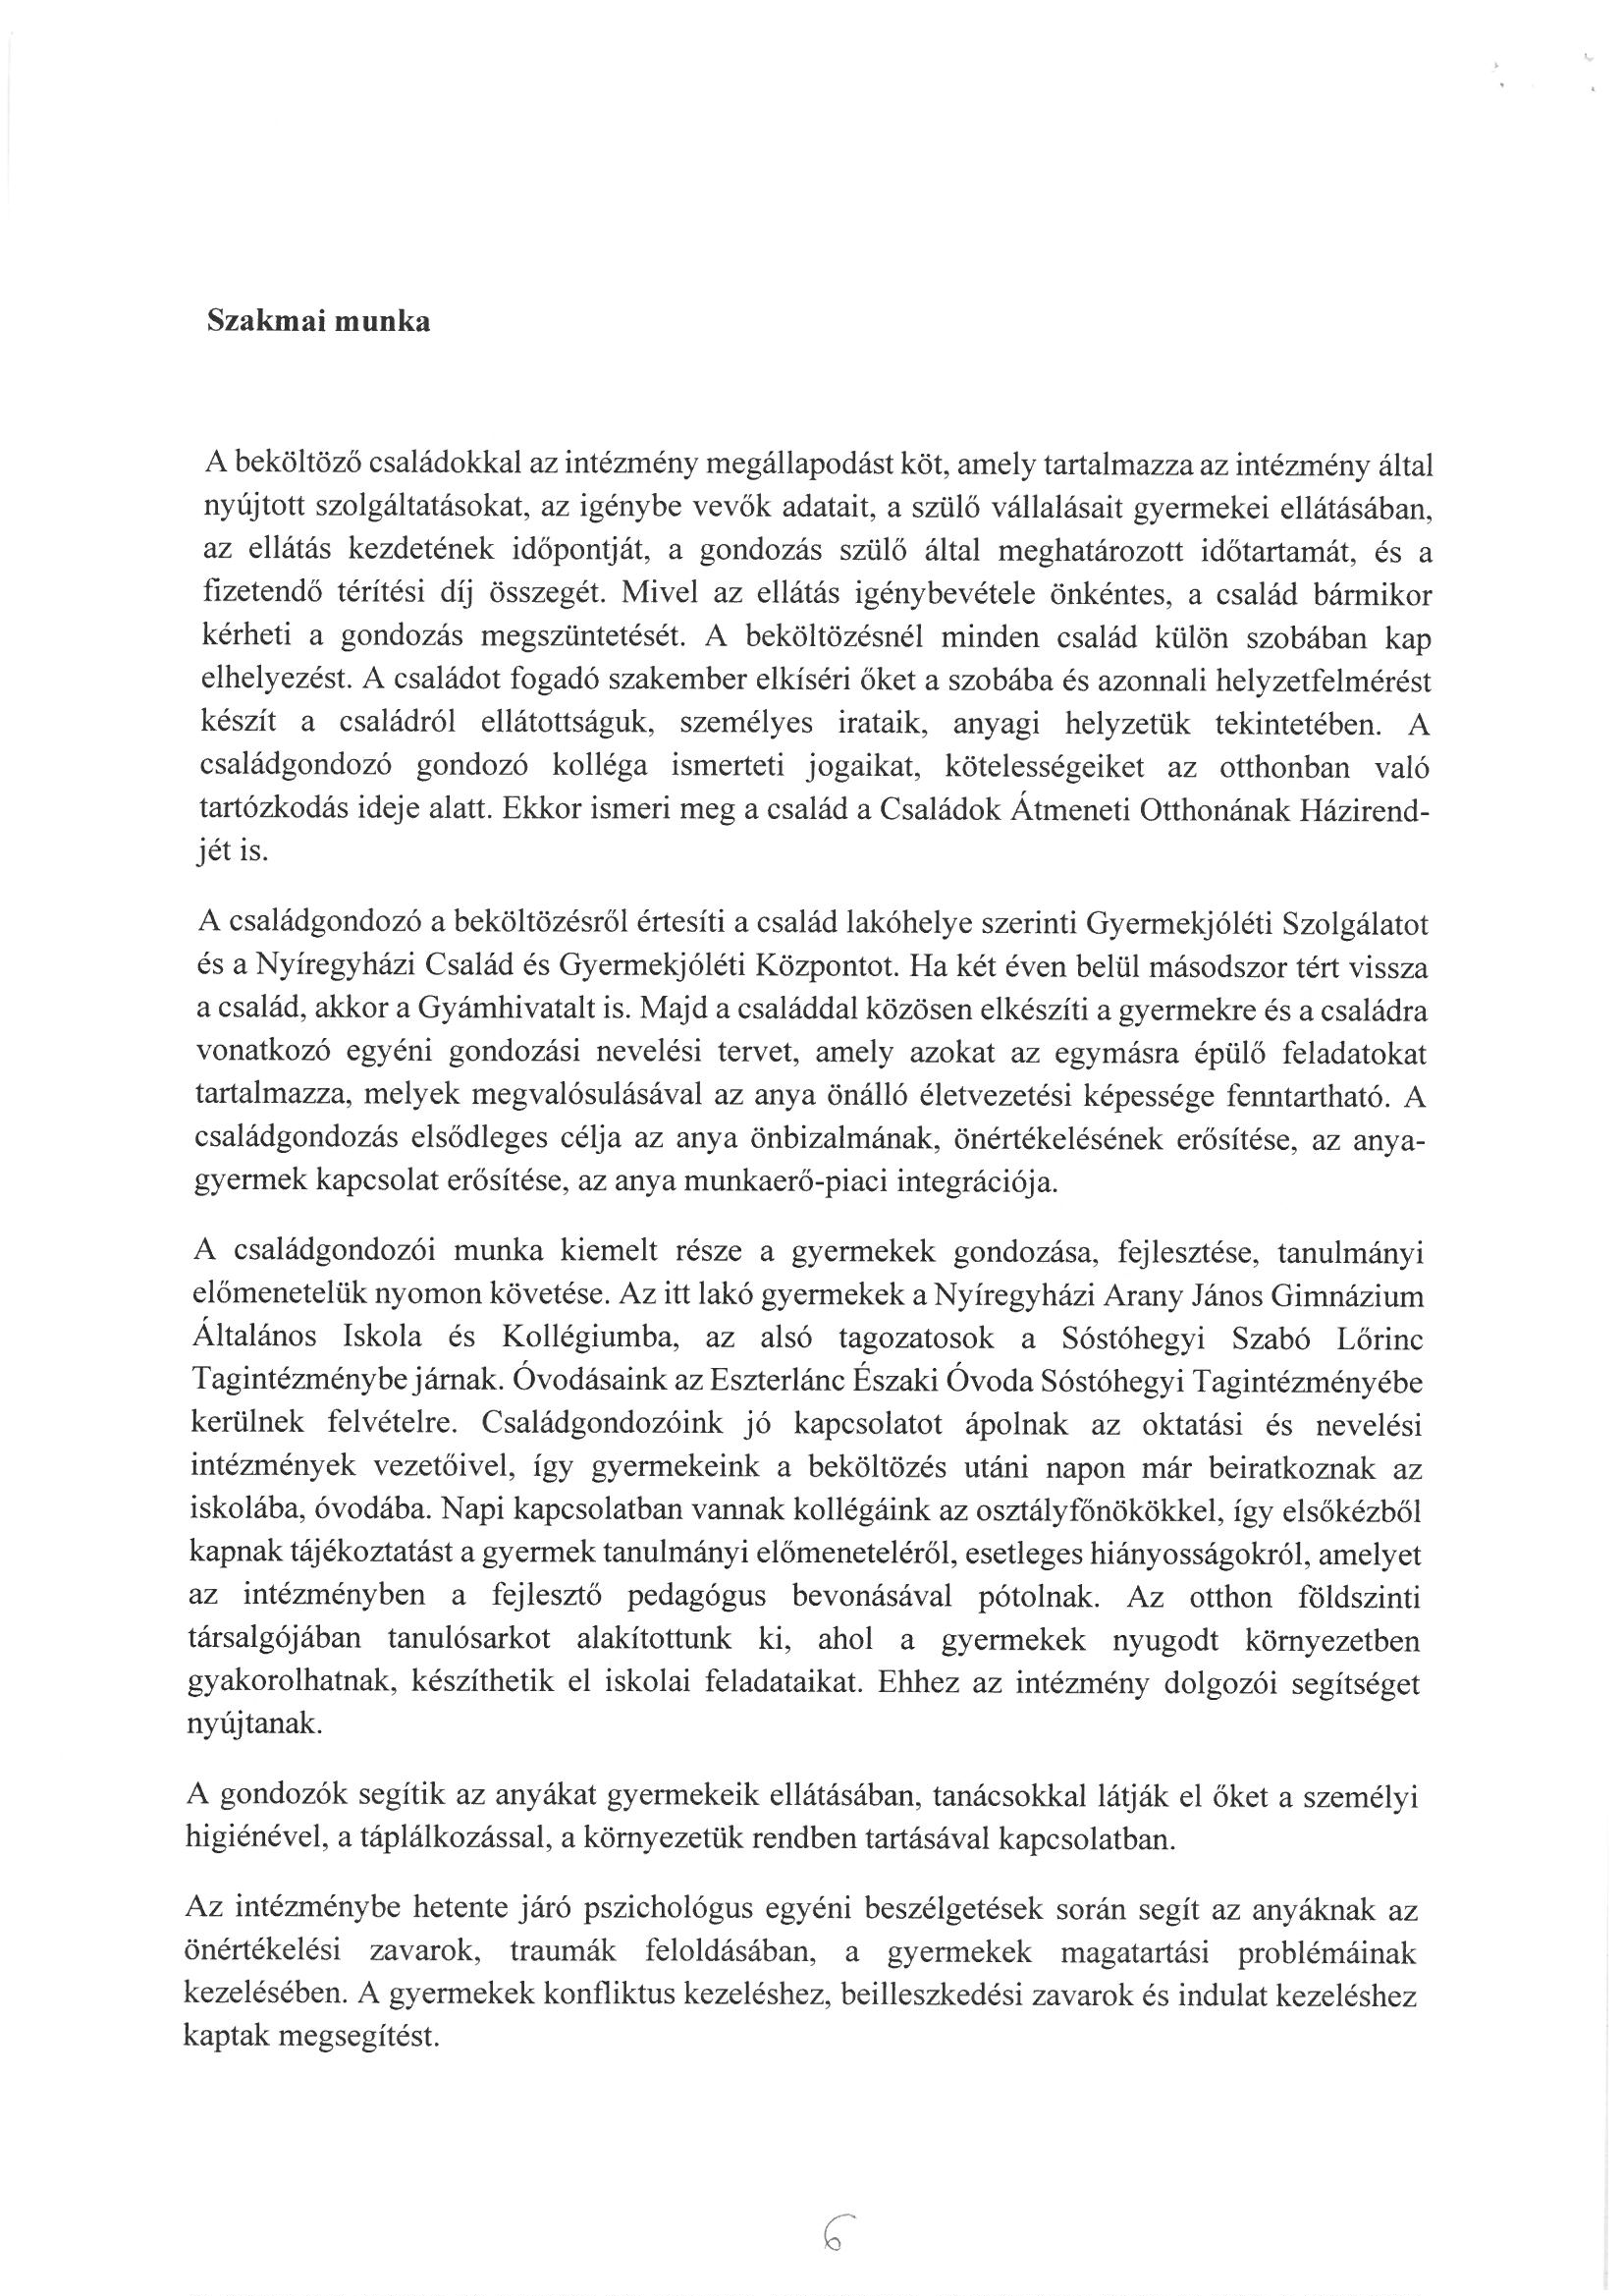 Szakmai munka
A beköltöző családokkal az intézmény megállapodást köt, amely tartalmazza az intézmény által
nyújtott szolgáltatásokat, az igénybe vevők adatait, a szülő vállalásait gyermekei ellátásában,
az ellátás kezdetének időpontját, a gondozás szülő által meghatározott időtartamát, és a
fizetendő térítési díj összegét. Mivel az ellátás igénybevétele önkéntes, a család bármikor
kérheti a gondozás megszüntetését. A beköltözésnél minden család külön szobában kap
elhelyezést. A családot fogadó szakember elkíséri őket a szobába és azonnali helyzetfelmérést
készít a családról ellátottságuk, személyes irataik, anyagi helyzetük tekintetében. A
családgondozó gondozó kolléga ismerteti jogaikat, kötelességeiket az otthonban való
tartózkodás ideje alatt. Ekkor ismeri meg a család a Családok Átmeneti Otthonának Házirend-
jét is.
A családgondozó a beköltözésről értesíti a család lakóhelye szerinti Gyermekjóléti Szolgálatot
és a Nyíregyházi Család és Gyermekjóléti Központot. Ha két éven belül másodszor tért vissza
a család, akkor a Gyámhivatalt is. Majd a családdal közösen elkészíti a gyermekre és a családra
vonatkozó egyéni gondozási nevelési tervet, amely azokat az egymásra épülő feladatokat
tartalmazza, melyek megvalósulásával az anya önálló életvezetési képessége fenntartható. A
családgondozás elsődleges célja az anya önbizalmának, önértékelésének erősítése, az anya-
gyermek kapcsolat erősítése, az anya munkaerő-piaci integrációja.
A családgondozói munka kiemelt része a gyermekek gondozása, fejlesztése, tanulmányi
előmenetelük nyomon követése. Az itt lakó gyermekek a Nyíregyházi Arany János Gimnázium
Általános Iskola és Kollégiumba, az alsó tagozatosok a Sóstóhegyi Szabó Lőrinc
Tagintézménybe járnak. Óvodásaink az Eszterlánc Északi Óvoda Sóstóhegyi Tagintézményébe
kerülnek felvételre. Családgondozóink jó kapcsolatot ápolnak az oktatási és nevelési
intézmények vezetőivel, így gyermekeink a beköltözés utáni napon már beiratkoznak az
iskolába, óvodába. Napi kapcsolatban vannak kollégáink az osztályfőnökökkel, így elsőkézből
kapnak tájékoztatást a gyermek tanulmányi előmeneteléről, esetleges hiányosságokról, amelyet
az intézményben a fejlesztő pedagógus bevonásával pótolnak. Az otthon földszinti
társalgójában tanulósarkot alakítottunk ki, ahol a gyermekek nyugodt környezetben
gyakorolhatnak, készíthetik el iskolai feladataikat. Ehhez az intézmény dolgozói segítséget
nyújtanak.
A gondozók segítik az anyákat gyermekeik ellátásában, tanácsokkal látják el őket a személyi
higiénével, a táplálkozással, a környezetük rendben tartásával kapcsolatban.
Az intézménybe hetente járó pszichológus egyéni beszélgetések során segít az anyáknak az
önértékelési zavarok, traumák feloldásában, a gyermekek magatartási problémáinak
kezelésében. A gyermekek konfliktus kezeléshez, beilleszkedési zavarok és indulat kezeléshez
kaptak megsegítést.
6